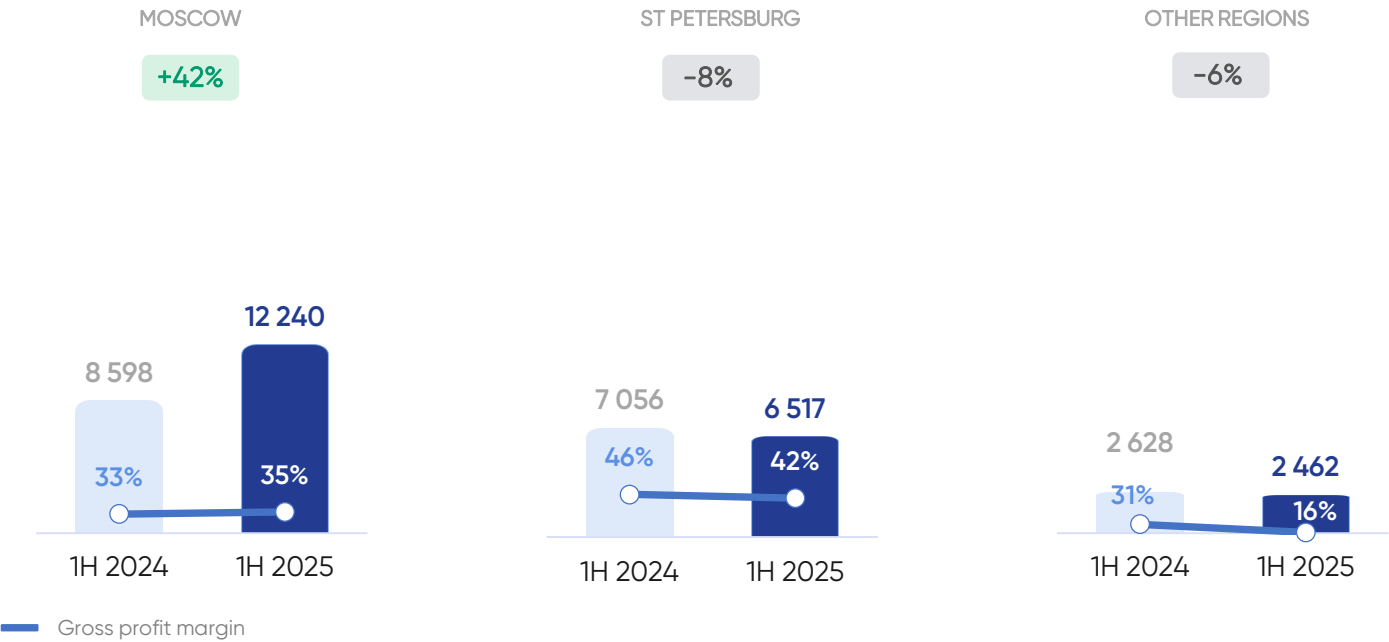 MOSCOW
+42%
12 240
8 598
33%
35%
1H 2024
1H 2025
ST PETERSBURG
-8%
7 056
6 517
46%
42%
1H 2024
1H 2025
OTHER REGIONS
-6%
2 628
2 462
31%
16%
1H 2024
1H 2025
Gross profit margin